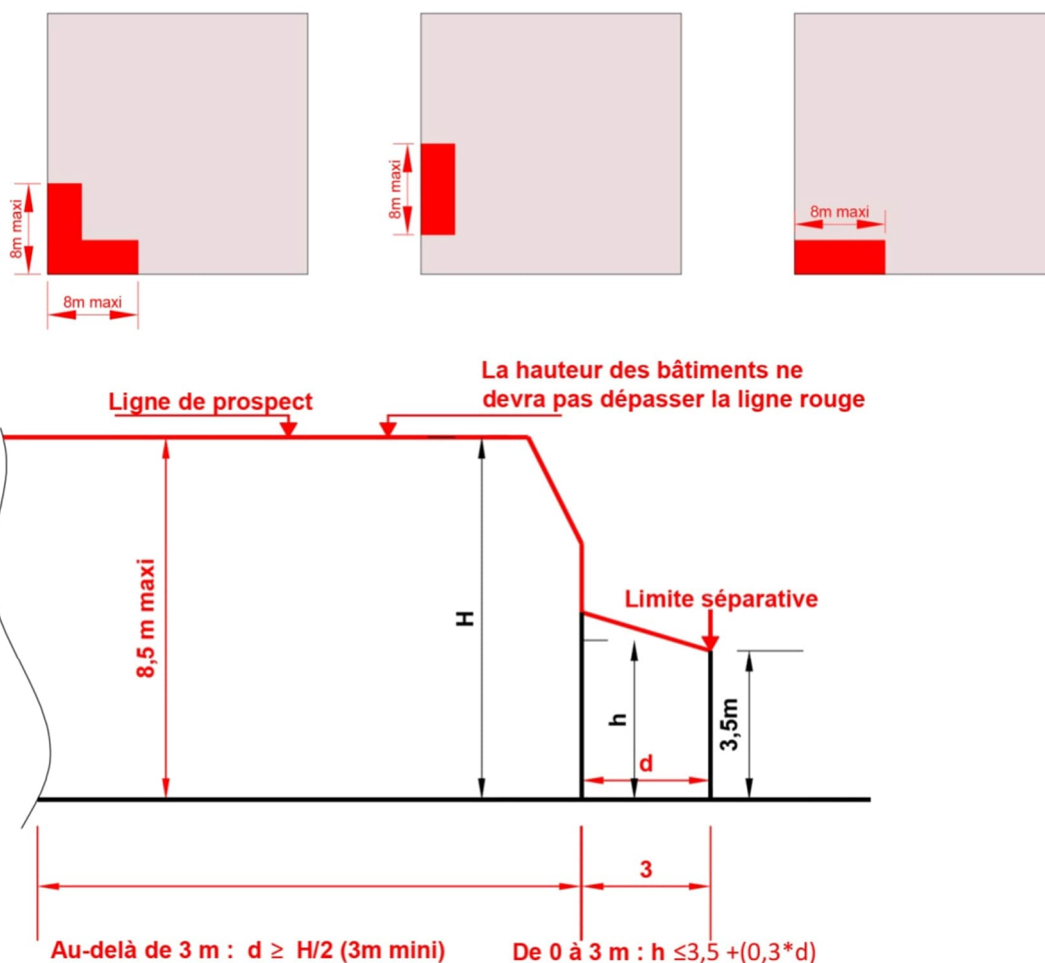 8m maxi
8m maxi
8m maxi
8m maxi
La hauteur des bâtiments ne
devra pas dépasser la ligne rouge
Ligne de prospect
8,5 m maxi
H
Limite séparative
h
3,5m
d
3
Au-delà de 3 m : d ≥ H/2 (3m mini)
De 0 à 3 m : h ≤3,5 +(0,3*d)